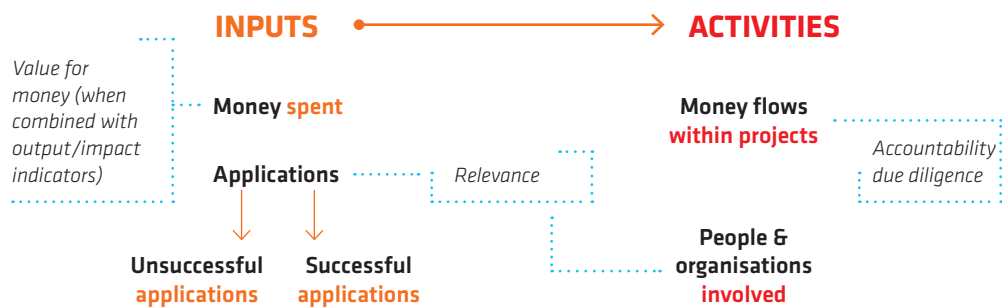 INPUTS
ACTIVITIES
Value for
money (when
combined with
output/impact
indicators)
Money spent
Applications
Relevance
Unsuccessful
applications
Successful
applications
Money flows
within projects
Accountability
due diligence
People &
organisations
involved